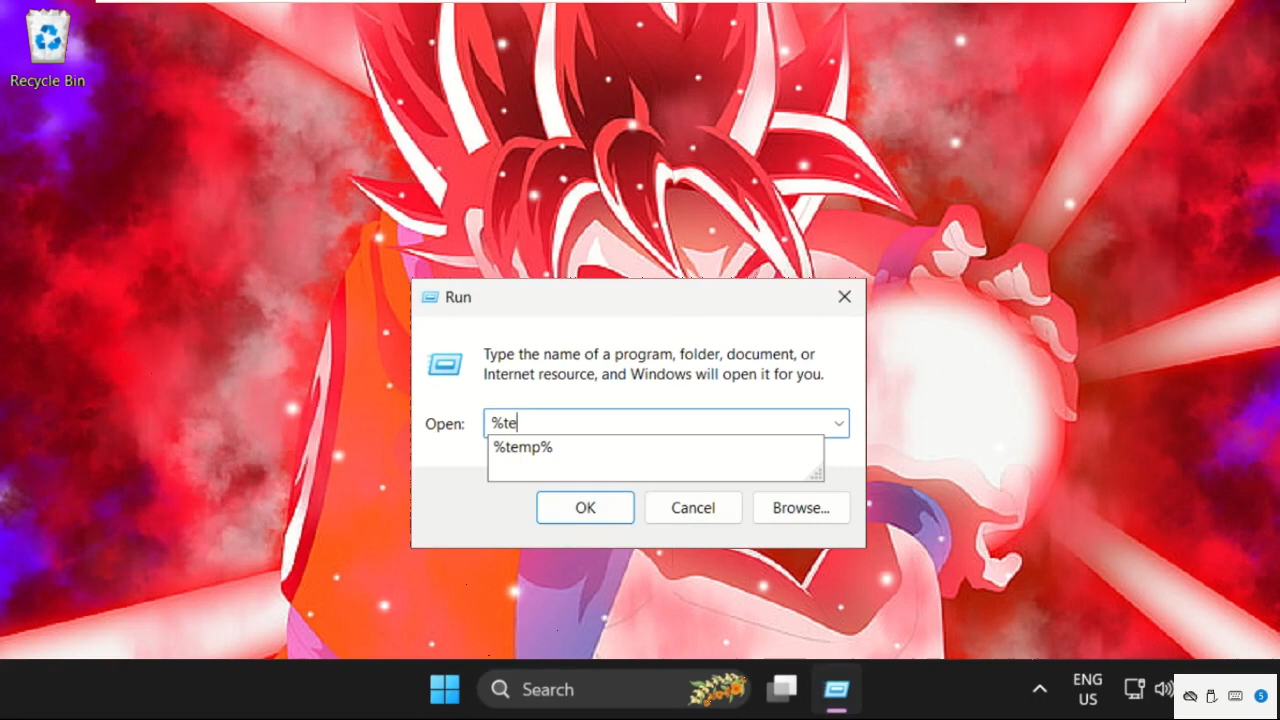 Recycle Bin
Run
Type the name of a program, folder, document, or
Internet resource, and Windows will open it for you.
Open:
%te
%temp%
OK
Cancel
Browse...
Search
ENG
US
5